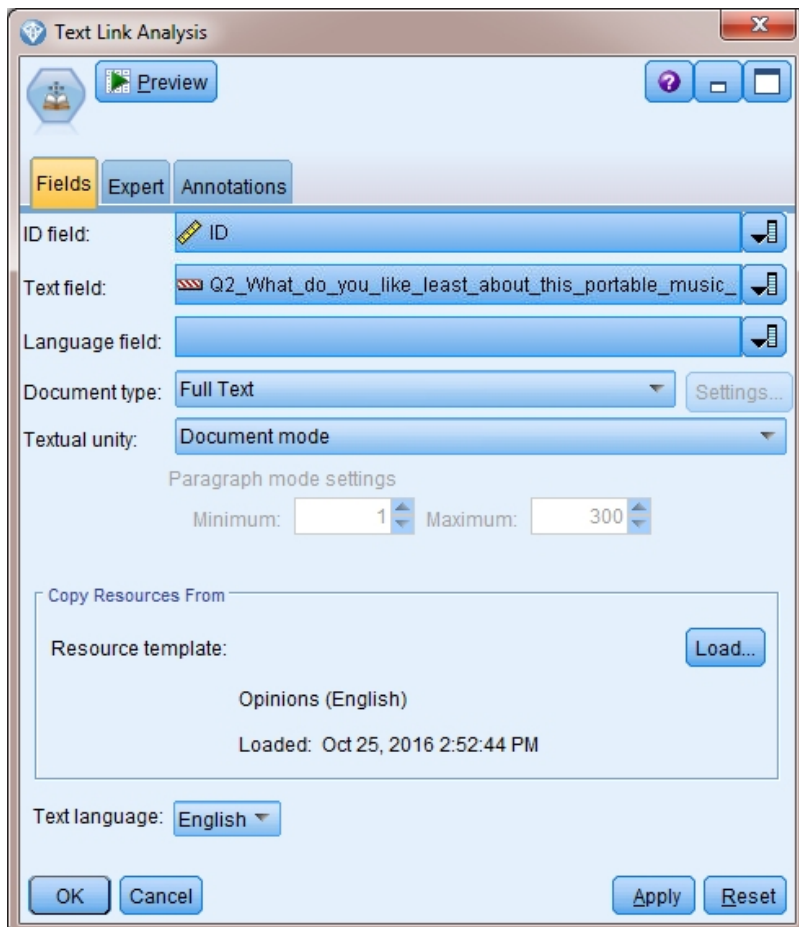 Text Link Analysis
Preview
Fields Expert Annotations
ID field: ID
Text field: Q2_What_do_you_like_least_about_this_portable_music_
Language field:
Document type: Full Text Settings...
Textual unity: Document mode
Paragraph mode settings
Minimum: 1 Maximum: 300
Copy Resources From
Resource template: Load...
Opinions (English)
Loaded: Oct 25, 2016 2:52:44 PM
Text language: English
OK Cancel Apply Reset